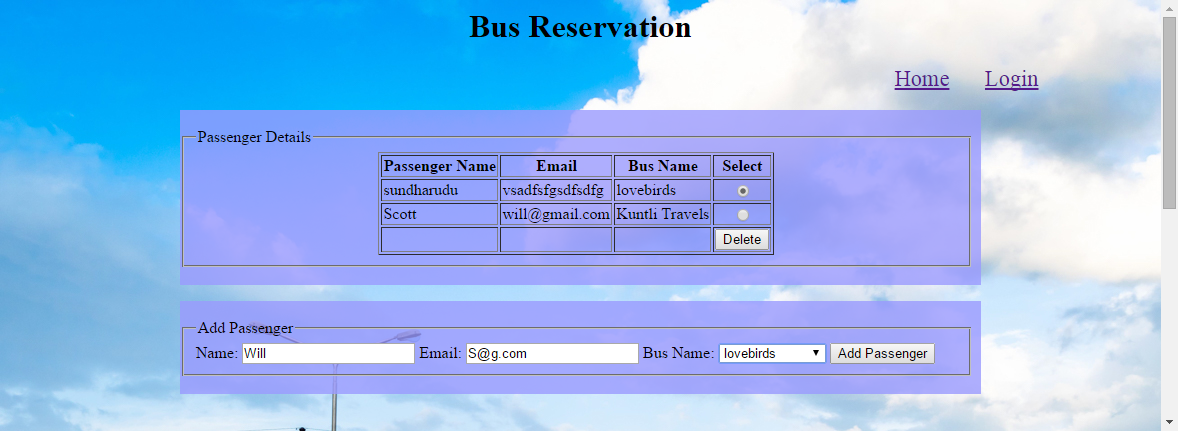 Bus Reservation
Home Login
Passenger Details
Passenger Name Email Bus Name Select
sundharudu vsadfsfgsdfsdfg lovebirds
Scott will@gmail.com Kuntli Travels
Delete
Add Passenger
Name: Will Email: S@g.com Bus Name: lovebirds Add Passenger